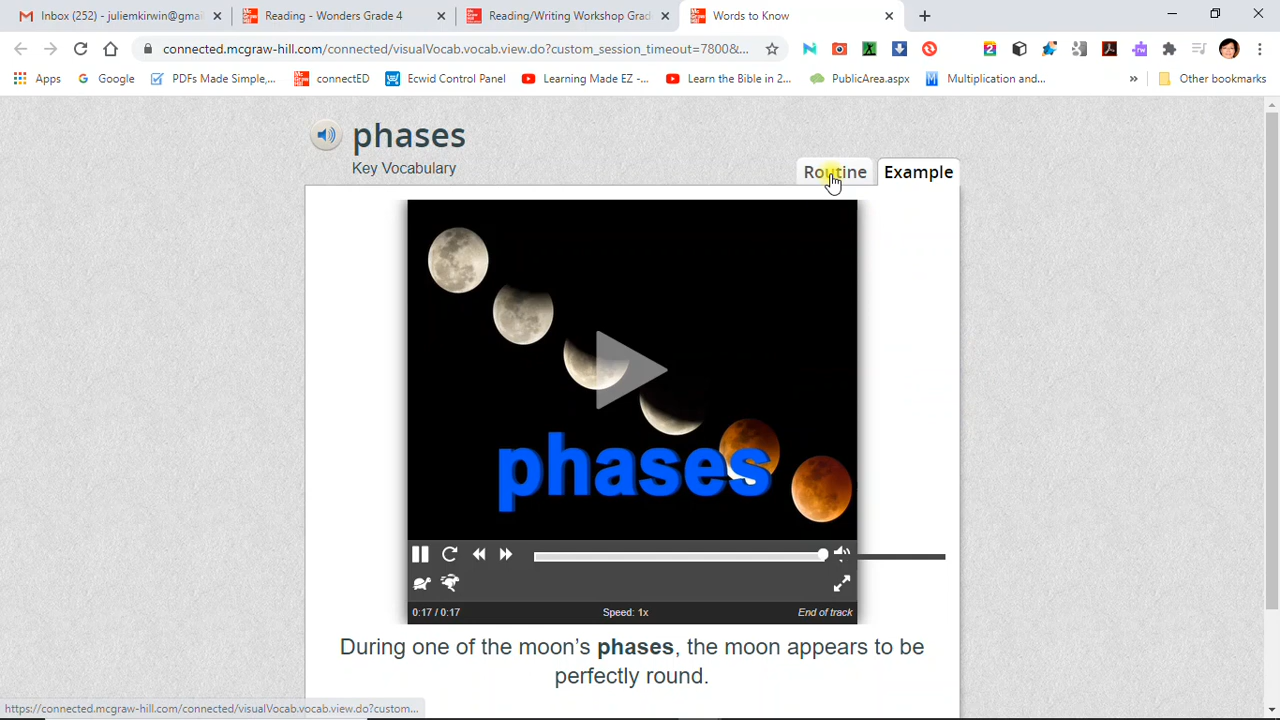 Inbox (252) - juliemkirwin@gma
Reading - Wonders Grade 4
Reading/Writing Workshop Grad
Words to Know
connected.mcgraw-hill.com/connected/visualVocab.vocab.view.do?custom_session_timeout=7800&...
Apps
Google
PDFs Made Simple,...
connectED
Ecwid Control Panel
Learning Made EZ -...
Learn the Bible in 2...
PublicArea.aspx
Multiplication and...
»
Other bookmarks
phases
Key Vocabulary
Routine
Example
phases
0:17 / 0:17
Speed: 1x
End of track
During one of the moon's phases, the moon appears to be
perfectly round.
https://connected.mcgraw-hill.com/connected/visualVocab.vocab.view.do?custom...